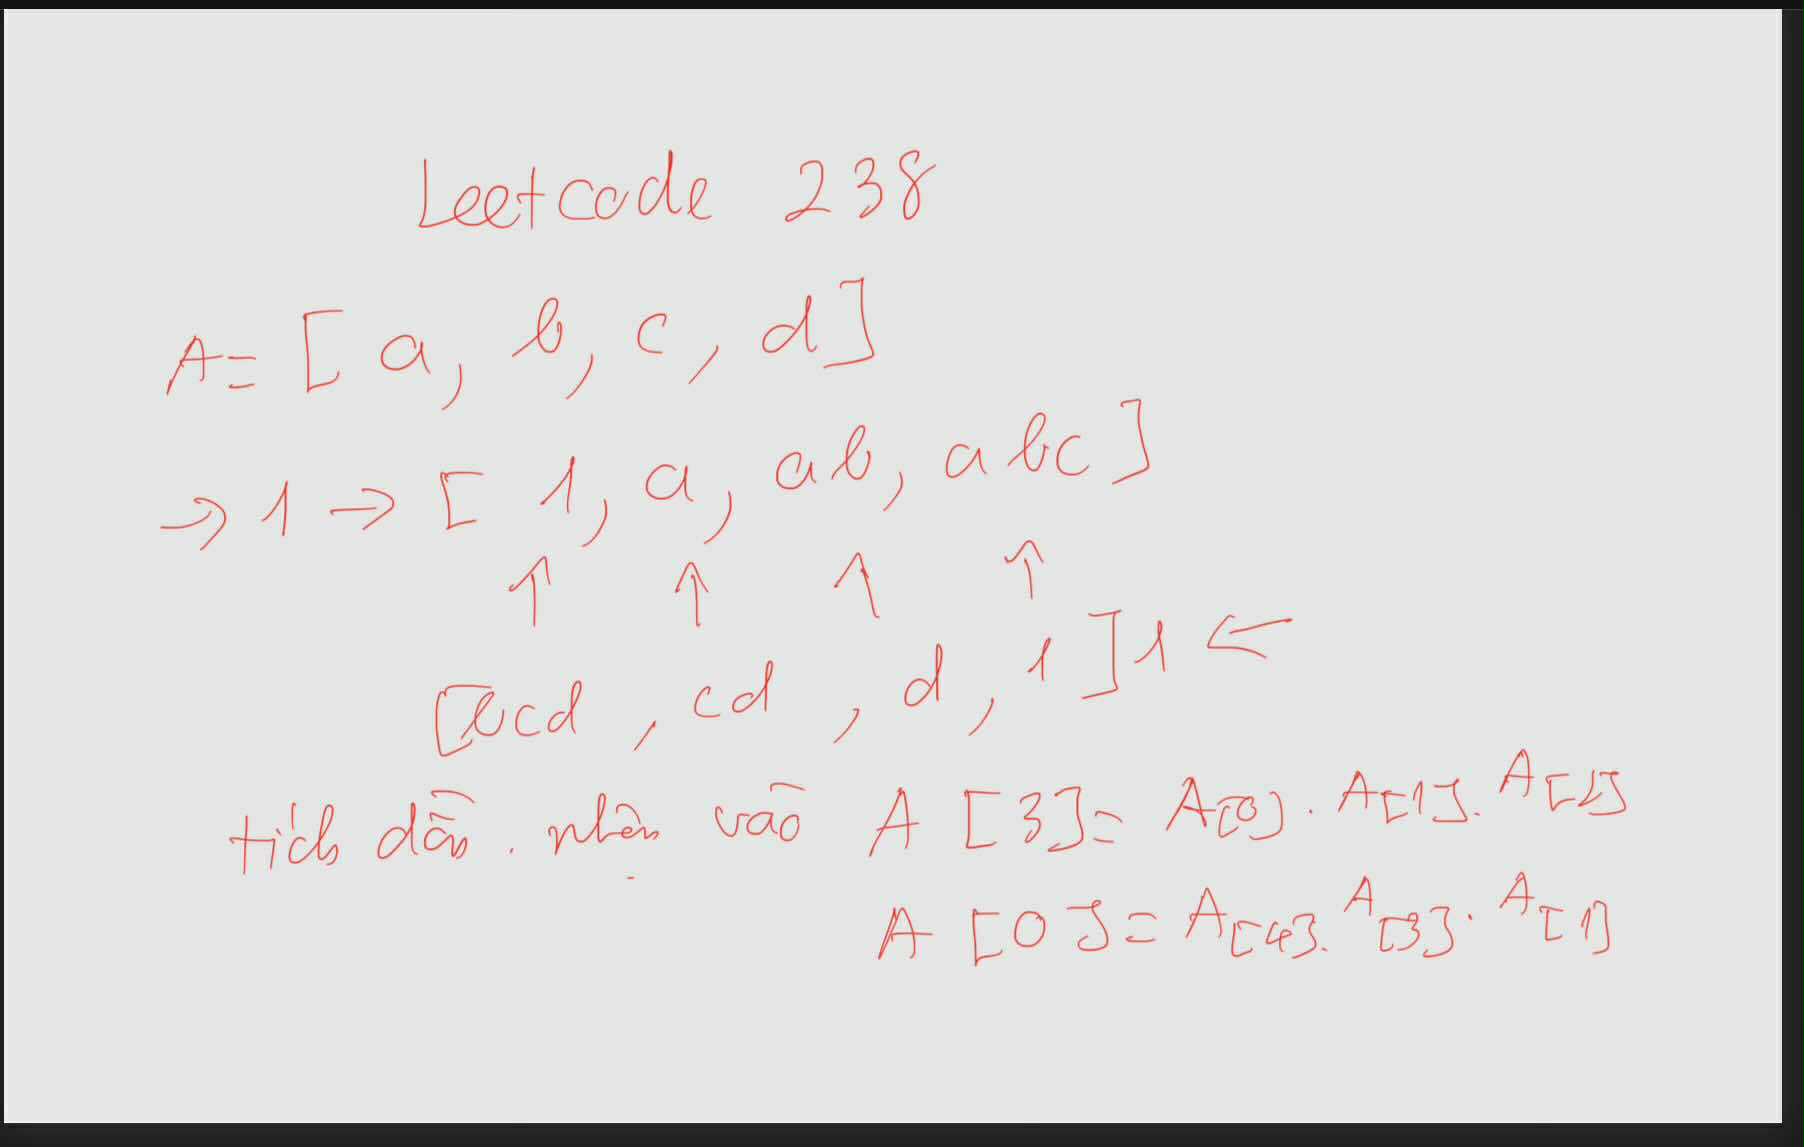 Leetcode 238
A= [ a, b, c, d ]
→ 1 → [ 1, a, ab, abc ]
↑ ↑ ↑ ↑
[bcd , cd , d , 1 ] 1 ←
tích dần . nhân vào A [3]= A[0] . A[1] . A[2]
A [0]= A[4] . A[3] . A[1]